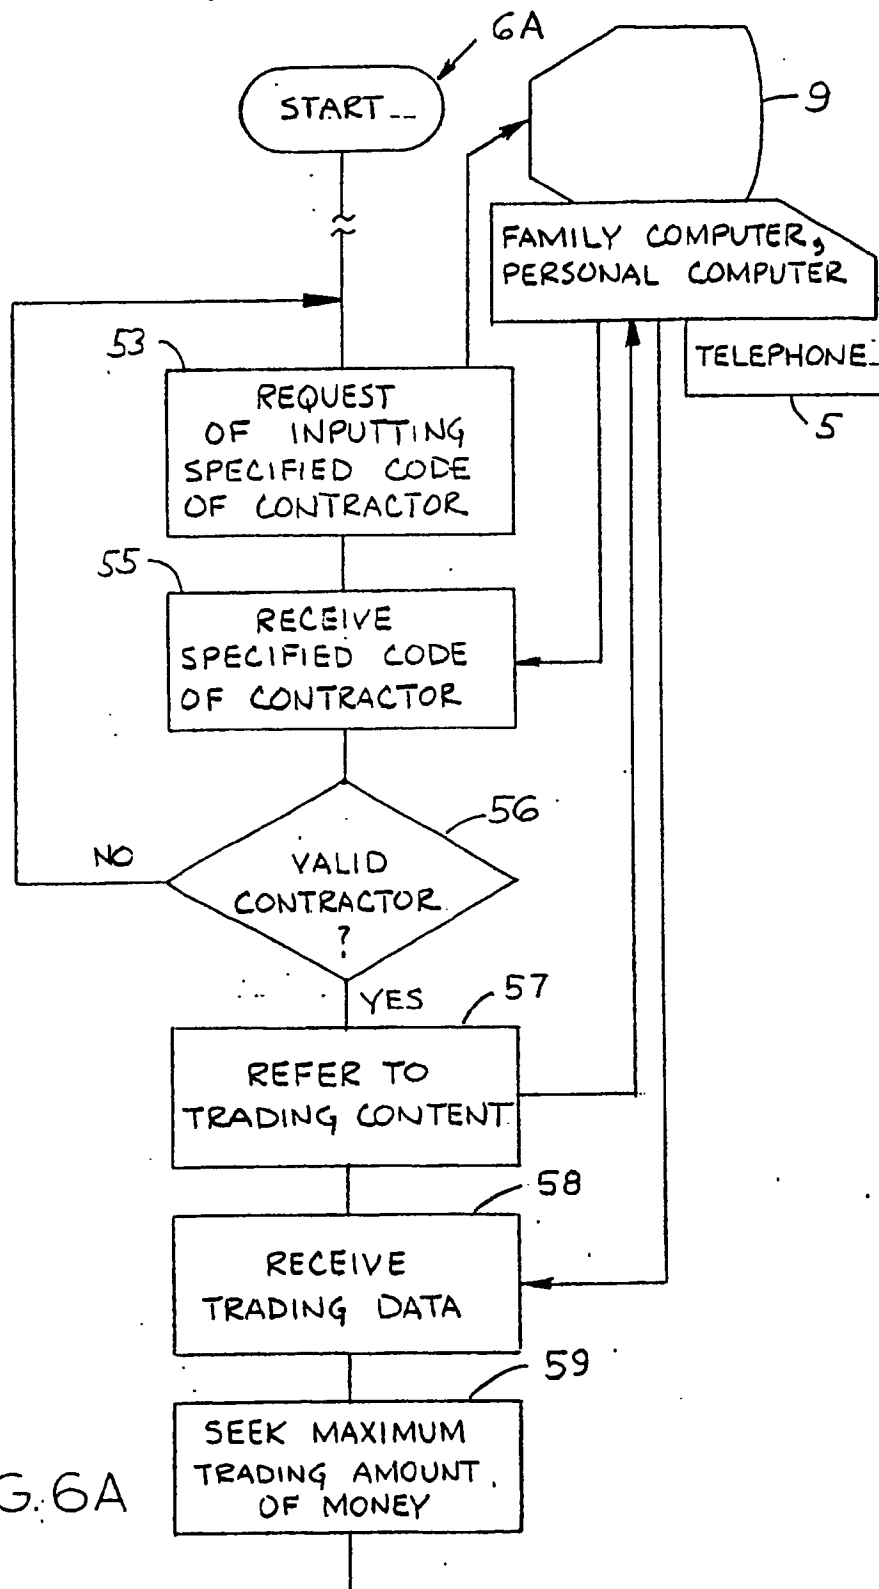 6A
START
9
FAMILY COMPUTER,
PERSONAL COMPUTER
TELEPHONE
5
53
REQUEST
OF INPUTTING
SPECIFIED CODE
OF CONTRACTOR
55
RECEIVE
SPECIFIED CODE
OF CONTRACTOR
56
NO
VALID
CONTRACTOR
?
YES
57
REFER TO
TRADING CONTENT
58
RECEIVE
TRADING DATA
59
SEEK MAXIMUM
TRADING AMOUNT
OF MONEY
G. 6A